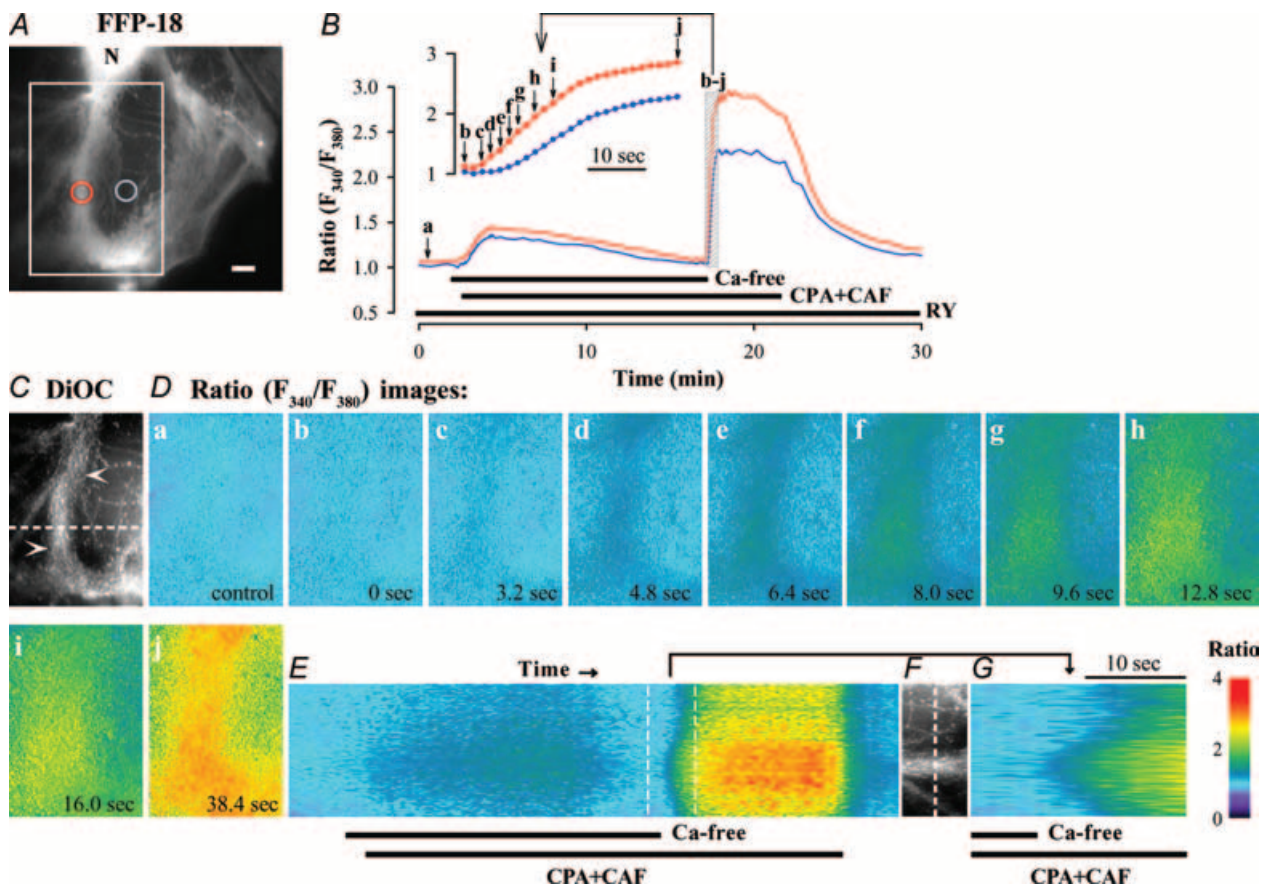 A FFP-18
N
B
3
2
1
b
c
d
e
f
g
h
i
j
10 sec
b-j
Ratio (F340/F380)
3.0
2.5
2.0
1.5
1.0
0.5
a
Ca-free
CPA+CAF
RY
0 10 20 30
Time (min)
C DiOC
D Ratio (F340/F380) images:
a
control
b
0 sec
c
3.2 sec
d
4.8 sec
e
6.4 sec
f
8.0 sec
g
9.6 sec
h
12.8 sec
i
16.0 sec
j
38.4 sec
E Time →
Ca-free
CPA+CAF
F
G 10 sec
Ca-free
CPA+CAF
Ratio
4
2
0